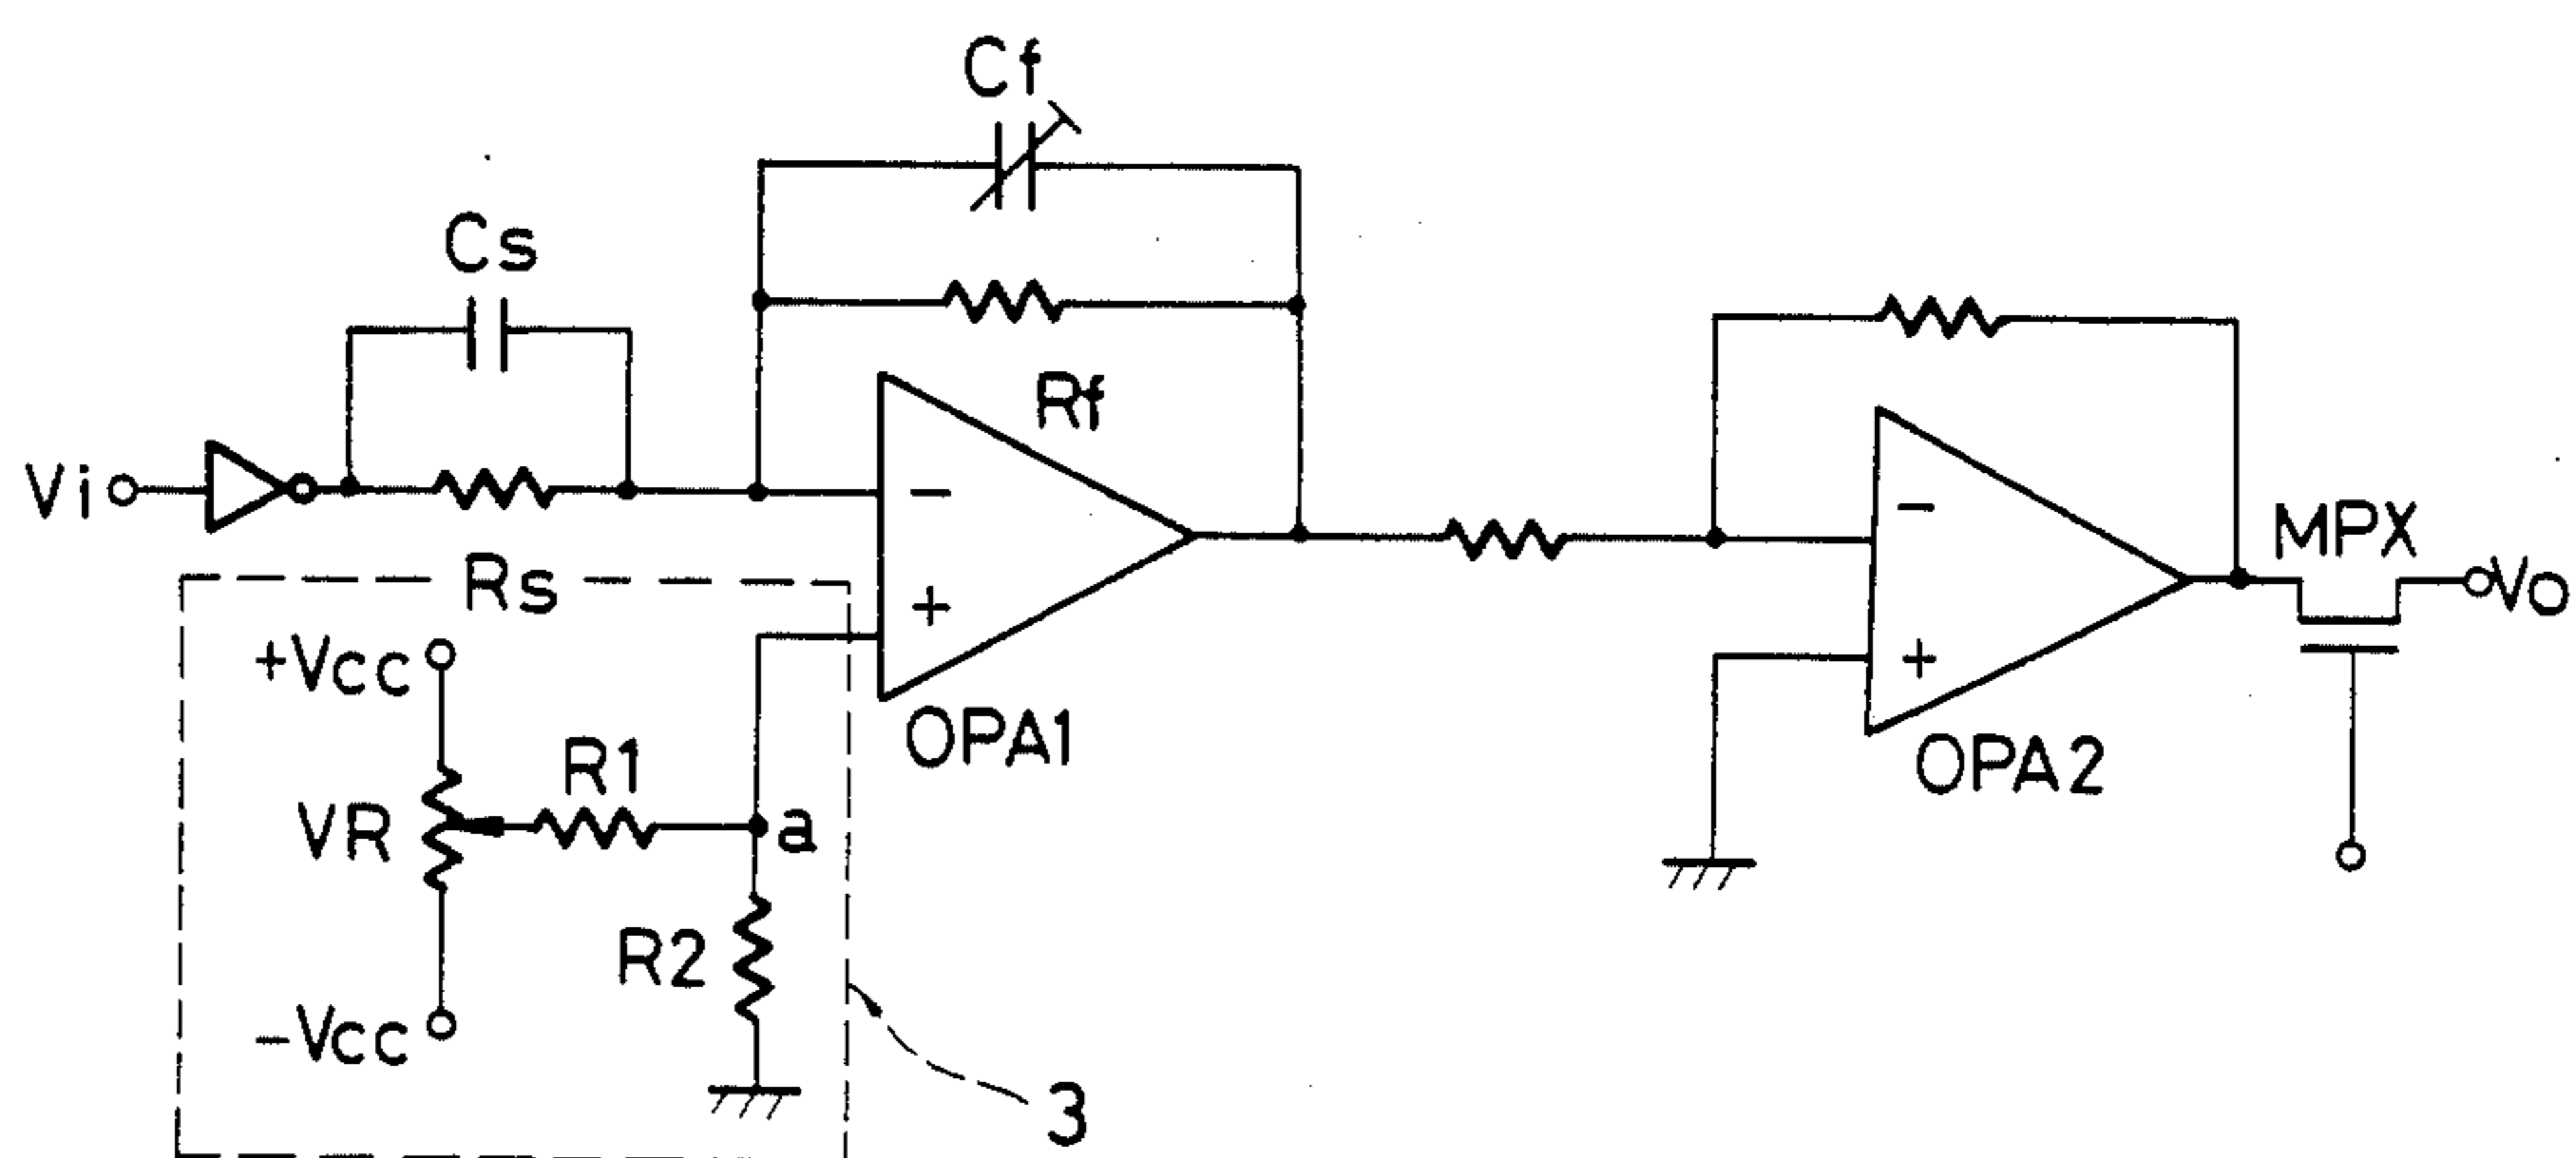 Cf
Cs
Rf
Vi
−
−
MPX
Rs
+
Vo
+Vcc
+
OPA1
R1
OPA2
VR
a
R2
−Vcc
3